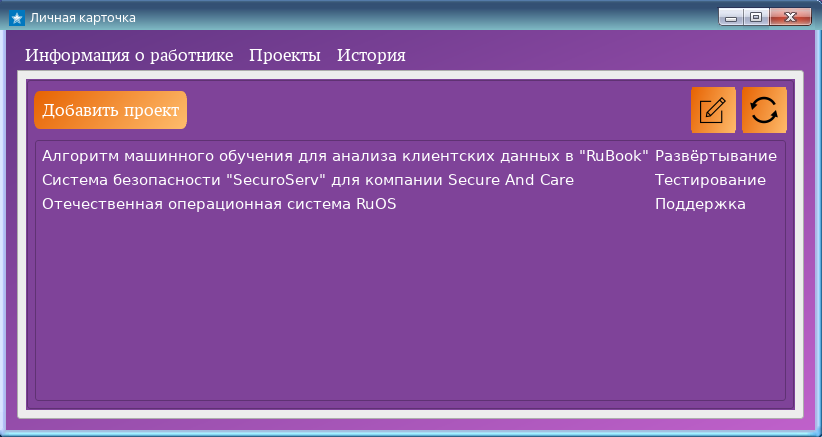 Личная карточка
Информация о работнике Проекты История
Добавить проект
Алгоритм машинного обучения для анализа клиентских данных в "RuBook" Развёртывание
Система безопасности "SecuroServ" для компании Secure And Care Тестирование
Отечественная операционная система RuOS Поддержка